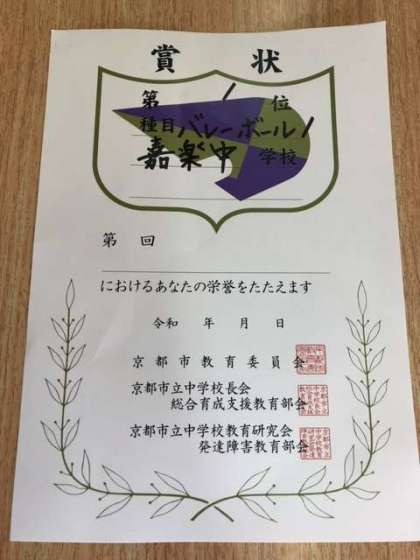 賞状
第 1 位
種目バレーボール1
嘉楽中 学校
第 回
におけるあなたの栄誉をたたえます
令和 年 月 日
京都市教育委員会
京都市立中学校長会
総合育成支援教育部会
京都市立中学校教育研究会
発達障害教育部会